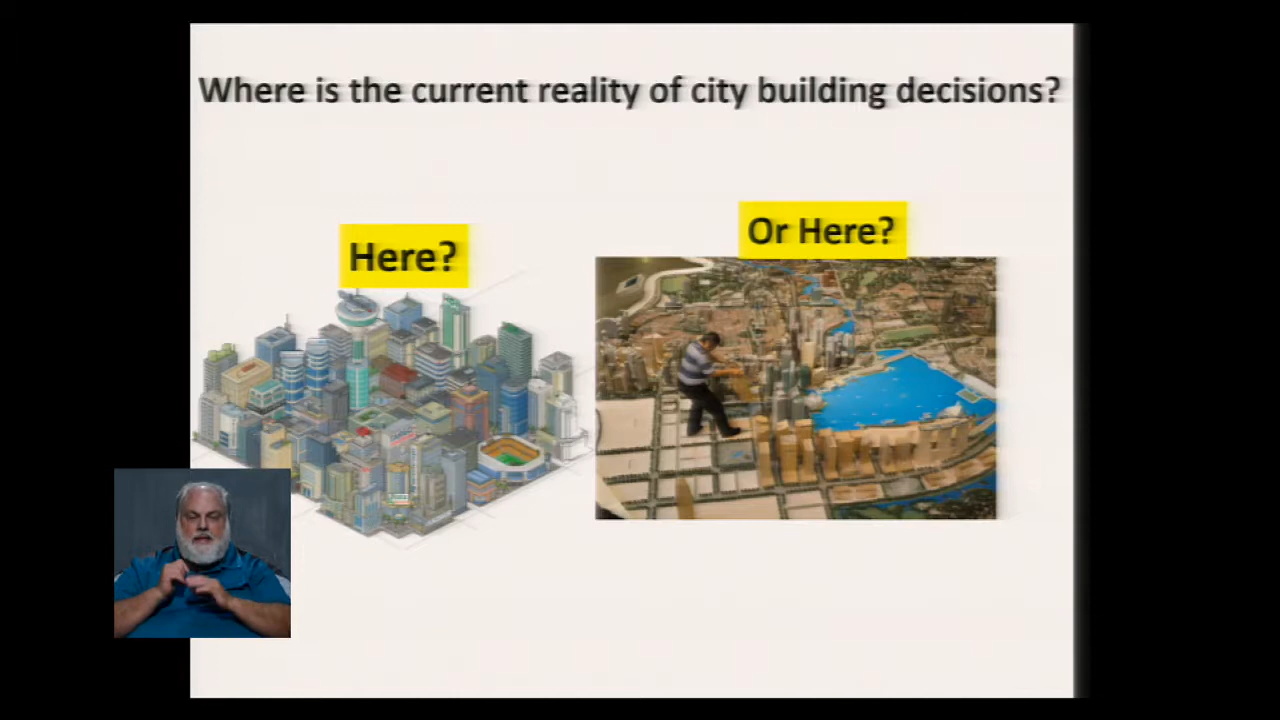 Where is the current reality of city building decisions?
Here?
Or Here?